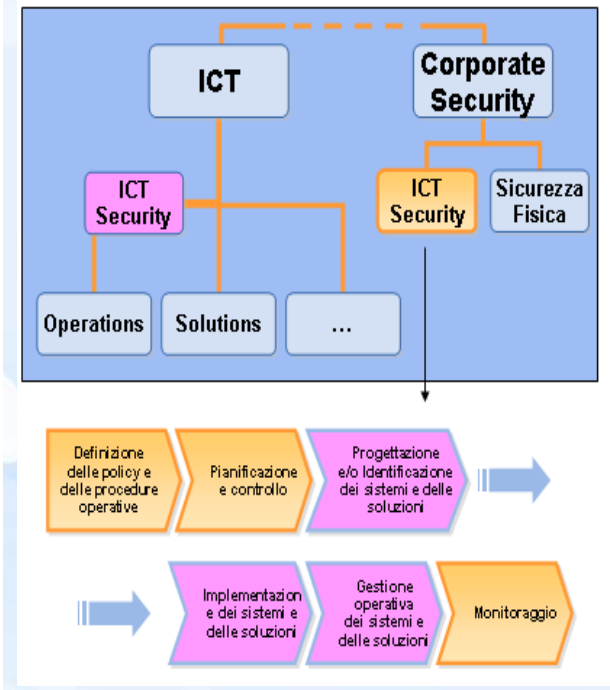 ICT
Corporate
Security
ICT
Security
ICT
Security
Sicurezza
Fisica
Operations
Solutions
...
Definizione
delle policy e
delle procedure
operative
Pianificazione
e controllo
Progettazione
e/o Identificazione
dei sistemi e delle
soluzioni
Implementazion
e dei sistemi e
delle soluzioni
Gestione
operativa
dei sistemi e
delle soluzioni
Monitoraggio